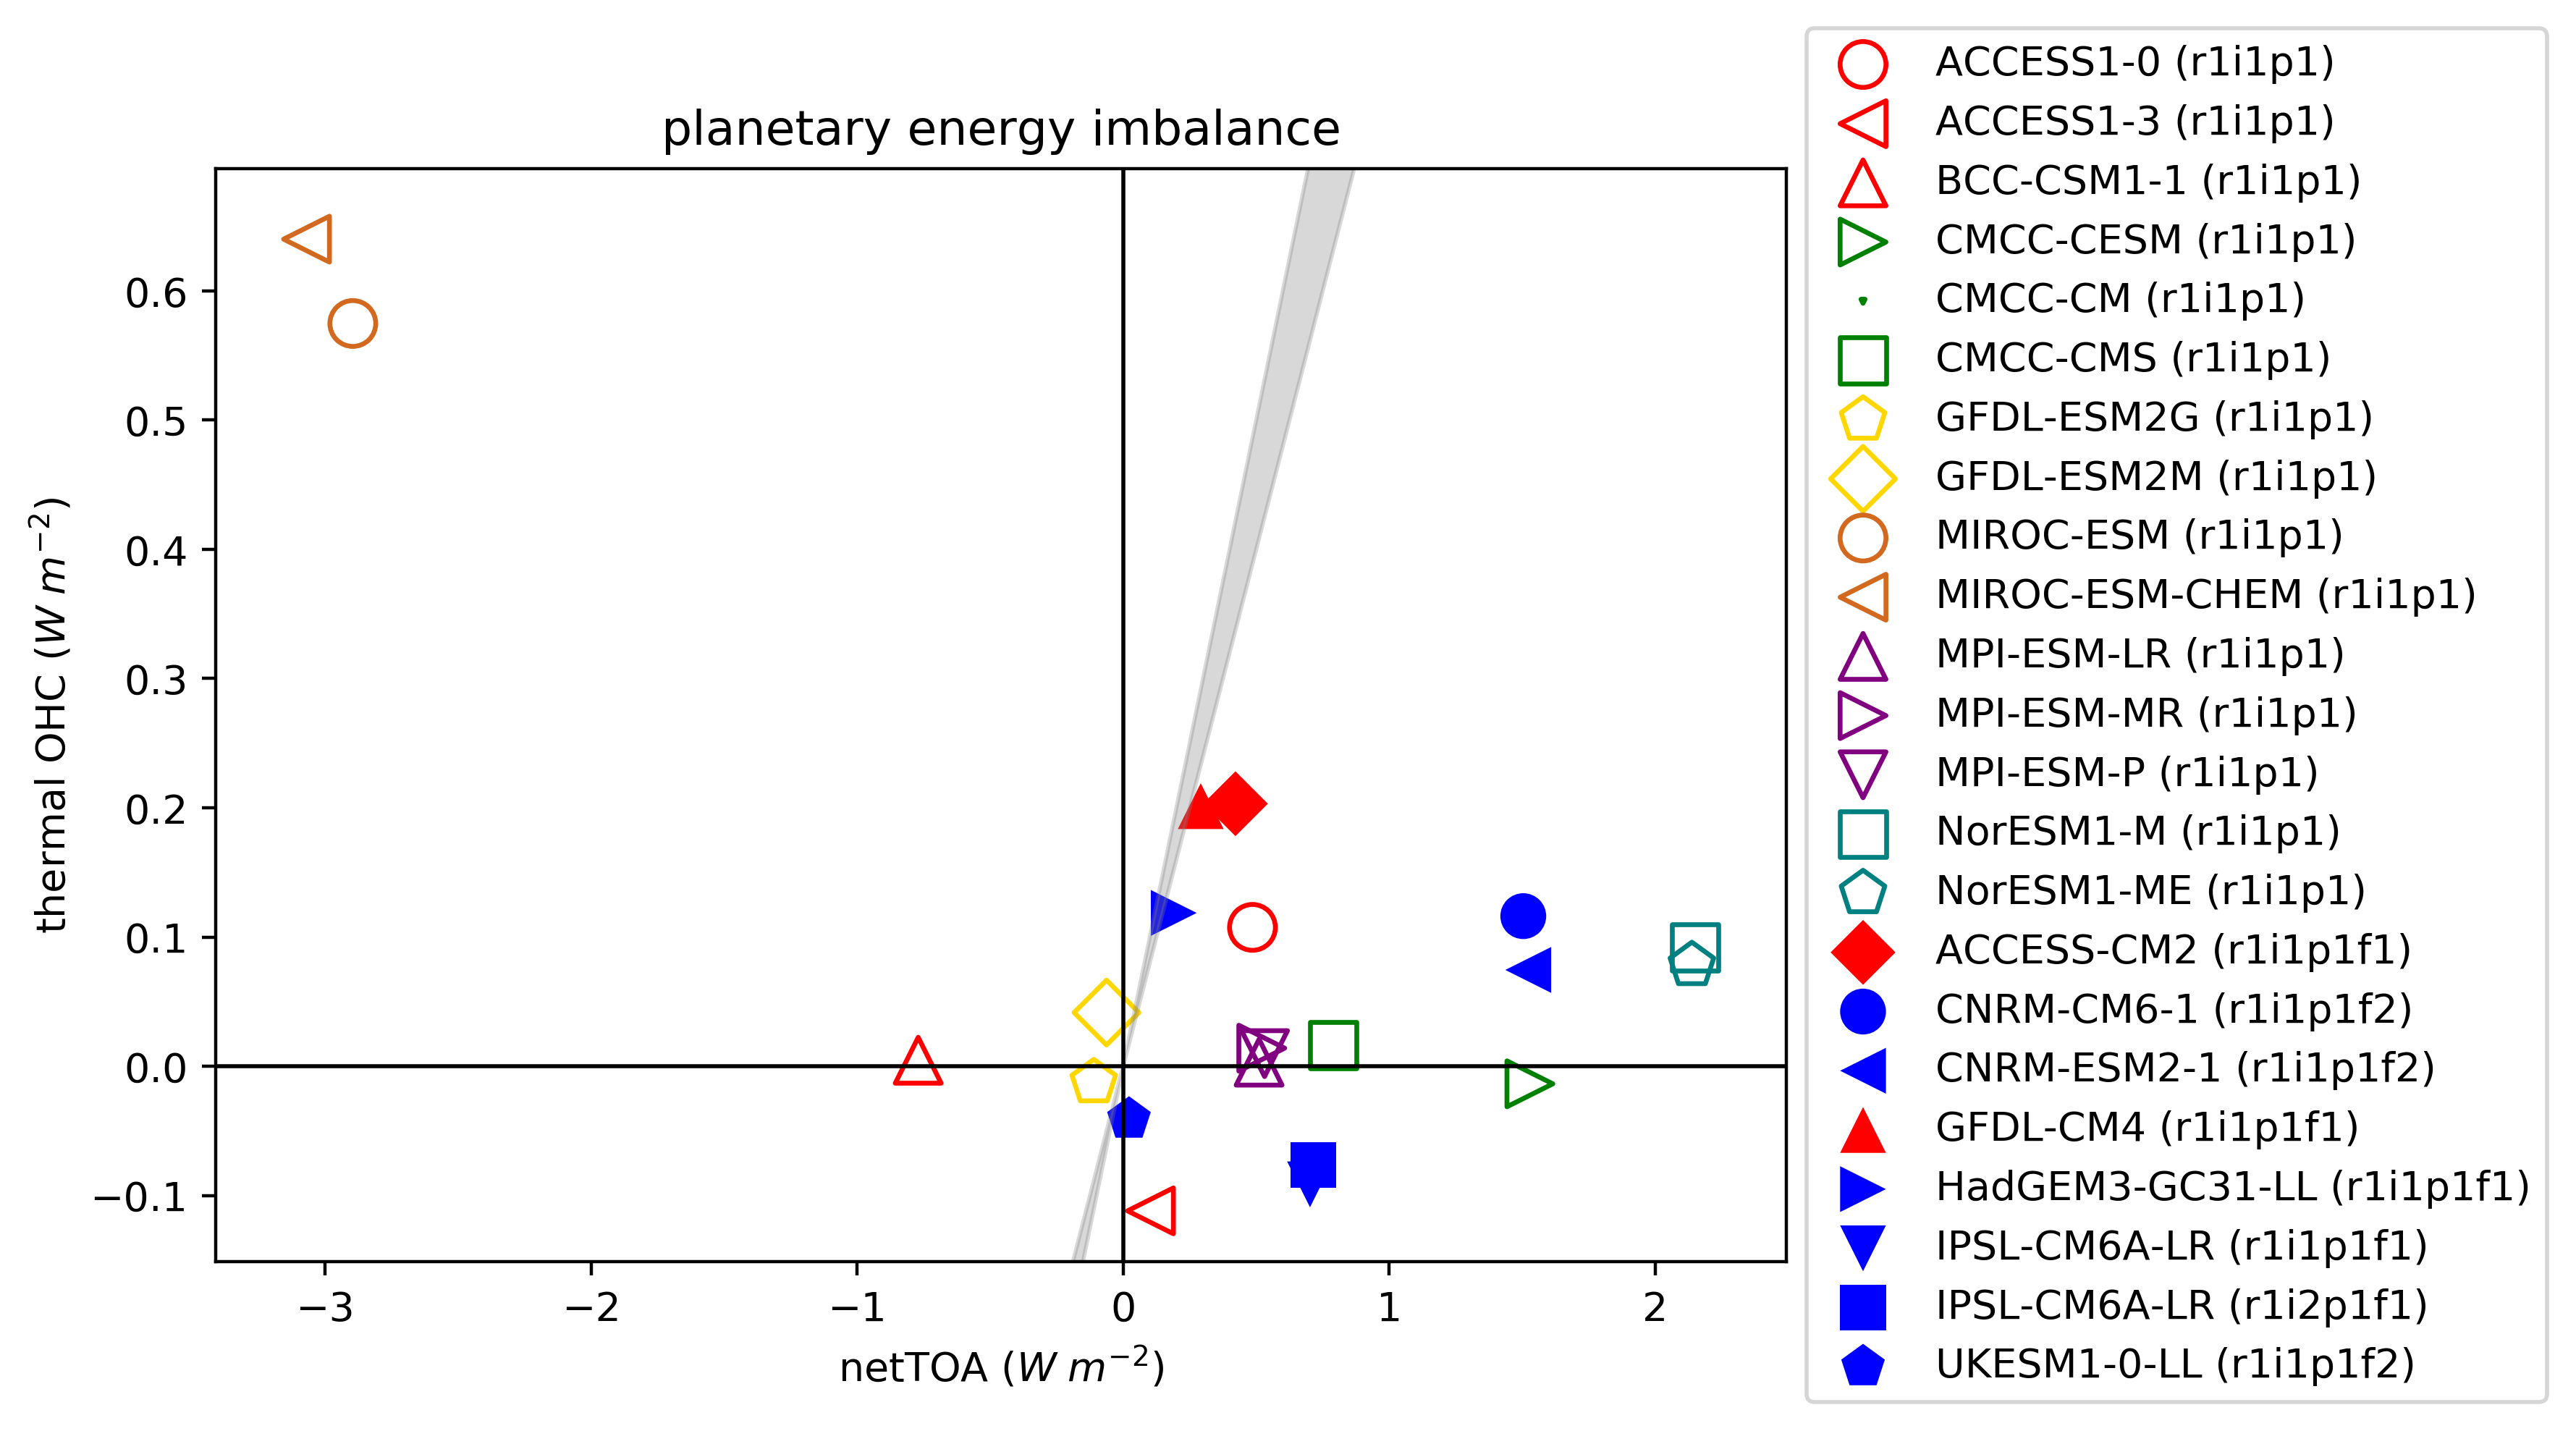 planetary energy imbalance
thermal OHC (W m⁻²)
0.6
0.5
0.4
0.3
0.2
0.1
0.0
−0.1
−3 −2 −1 0 1 2
netTOA (W m⁻²)
ACCESS1-0 (r1i1p1)
ACCESS1-3 (r1i1p1)
BCC-CSM1-1 (r1i1p1)
CMCC-CESM (r1i1p1)
CMCC-CM (r1i1p1)
CMCC-CMS (r1i1p1)
GFDL-ESM2G (r1i1p1)
GFDL-ESM2M (r1i1p1)
MIROC-ESM (r1i1p1)
MIROC-ESM-CHEM (r1i1p1)
MPI-ESM-LR (r1i1p1)
MPI-ESM-MR (r1i1p1)
MPI-ESM-P (r1i1p1)
NorESM1-M (r1i1p1)
NorESM1-ME (r1i1p1)
ACCESS-CM2 (r1i1p1f1)
CNRM-CM6-1 (r1i1p1f2)
CNRM-ESM2-1 (r1i1p1f2)
GFDL-CM4 (r1i1p1f1)
HadGEM3-GC31-LL (r1i1p1f1)
IPSL-CM6A-LR (r1i1p1f1)
IPSL-CM6A-LR (r1i2p1f1)
UKESM1-0-LL (r1i1p1f2)